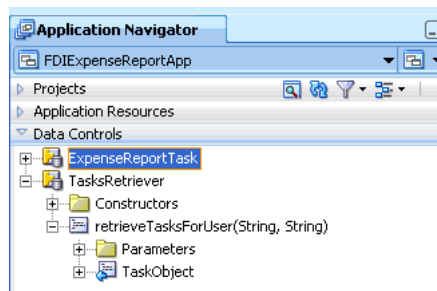 Application Navigator
FDIExpenseReportApp
Projects
Application Resources
Data Controls
ExpenseReportTask
TasksRetriever
Constructors
retrieveTasksForUser(String, String)
Parameters
TaskObject